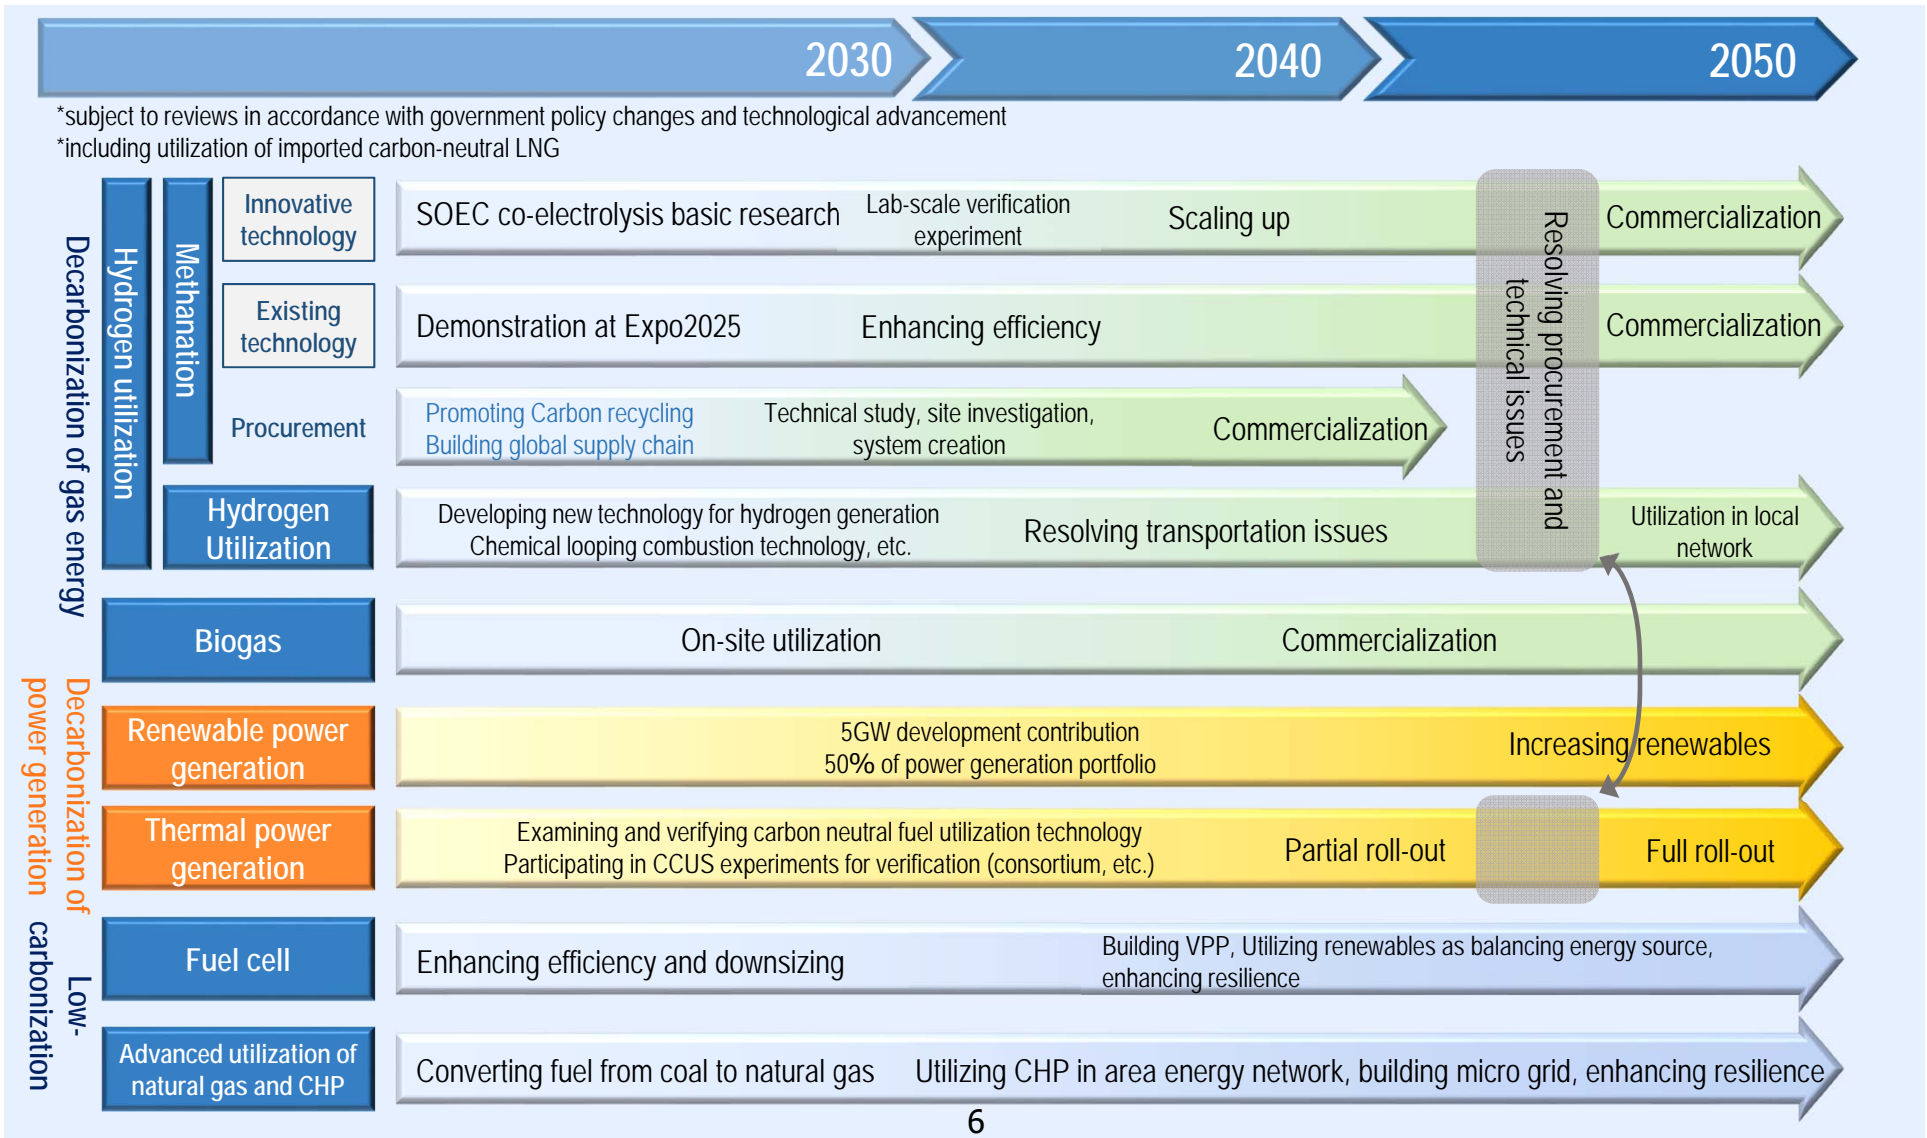 2030
2040
2050
*subject to reviews in accordance with government policy changes and technological advancement
*including utilization of imported carbon-neutral LNG
Decarbonization of gas energy
Hydrogen utilization
Methanation
Innovative
technology
SOEC co-electrolysis basic research
Lab-scale verification
experiment
Scaling up
Commercialization
Resolving procurement and
technical issues
Existing
technology
Demonstration at Expo2025
Enhancing efficiency
Commercialization
Procurement
Promoting Carbon recycling
Building global supply chain
Technical study, site investigation,
system creation
Commercialization
Hydrogen
Utilization
Developing new technology for hydrogen generation
Chemical looping combustion technology, etc.
Resolving transportation issues
Utilization in local
network
Biogas
On-site utilization
Commercialization
Decarbonization of
power generation
Renewable power
generation
5GW development contribution
50% of power generation portfolio
Increasing renewables
Thermal power
generation
Examining and verifying carbon neutral fuel utilization technology
Participating in CCUS experiments for verification (consortium, etc.)
Partial roll-out
Full roll-out
Low-
carbonization
Fuel cell
Enhancing efficiency and downsizing
Building VPP, Utilizing renewables as balancing energy source,
enhancing resilience
Advanced utilization of
natural gas and CHP
Converting fuel from coal to natural gas
Utilizing CHP in area energy network, building micro grid, enhancing resilience
6